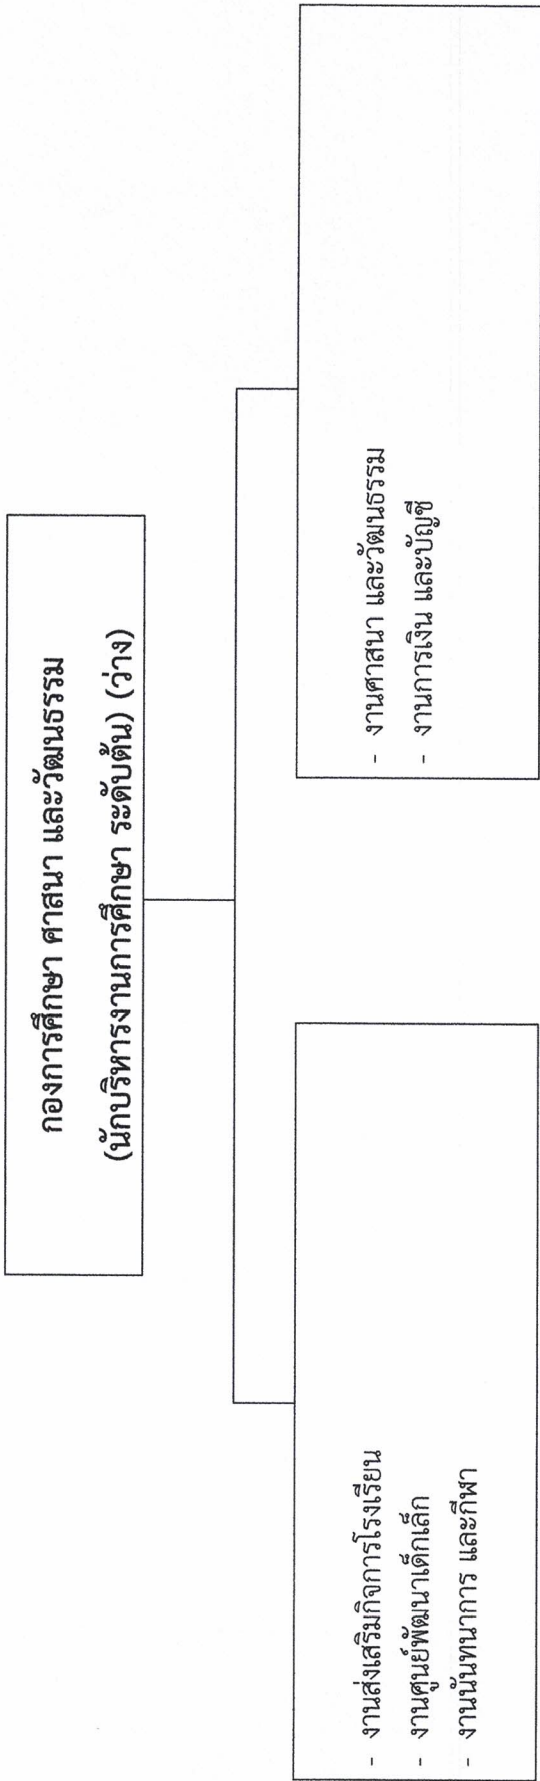 กองการศึกษา ศาสนา และวัฒนธรรม
(นักบริหารงานการศึกษา ระดับต้น) (ว่าง)
- งานส่งเสริมกิจการโรงเรียน
- งานศูนย์พัฒนาเด็กเล็ก
- งานนันทนาการ และกีฬา
- งานศาสนา และวัฒนธรรม
- งานการเงิน และบัญชี